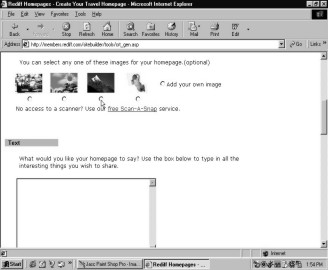 Rediff Homepages - Create Your Travel Homepage - Microsoft Internet Explorer
File Edit View Favorites Tools Help
Back Stop Refresh Home Search Favorites History Mail Print Edit
Address http://members.rediff.com/sitebuilder/tools/crt_gen.asp Go Links
You can select any one of these images for your homepage.(optional)
Add your own image
No access to a scanner? Use our free Scan-A-Snap service.
Text
What would you like your homepage to say? Use the box below to type in all the
interesting things you wish to share.
Internet
Start Jasc Paint Shop Pro - Ima... Rediff Homepages - ... 1:54 PM